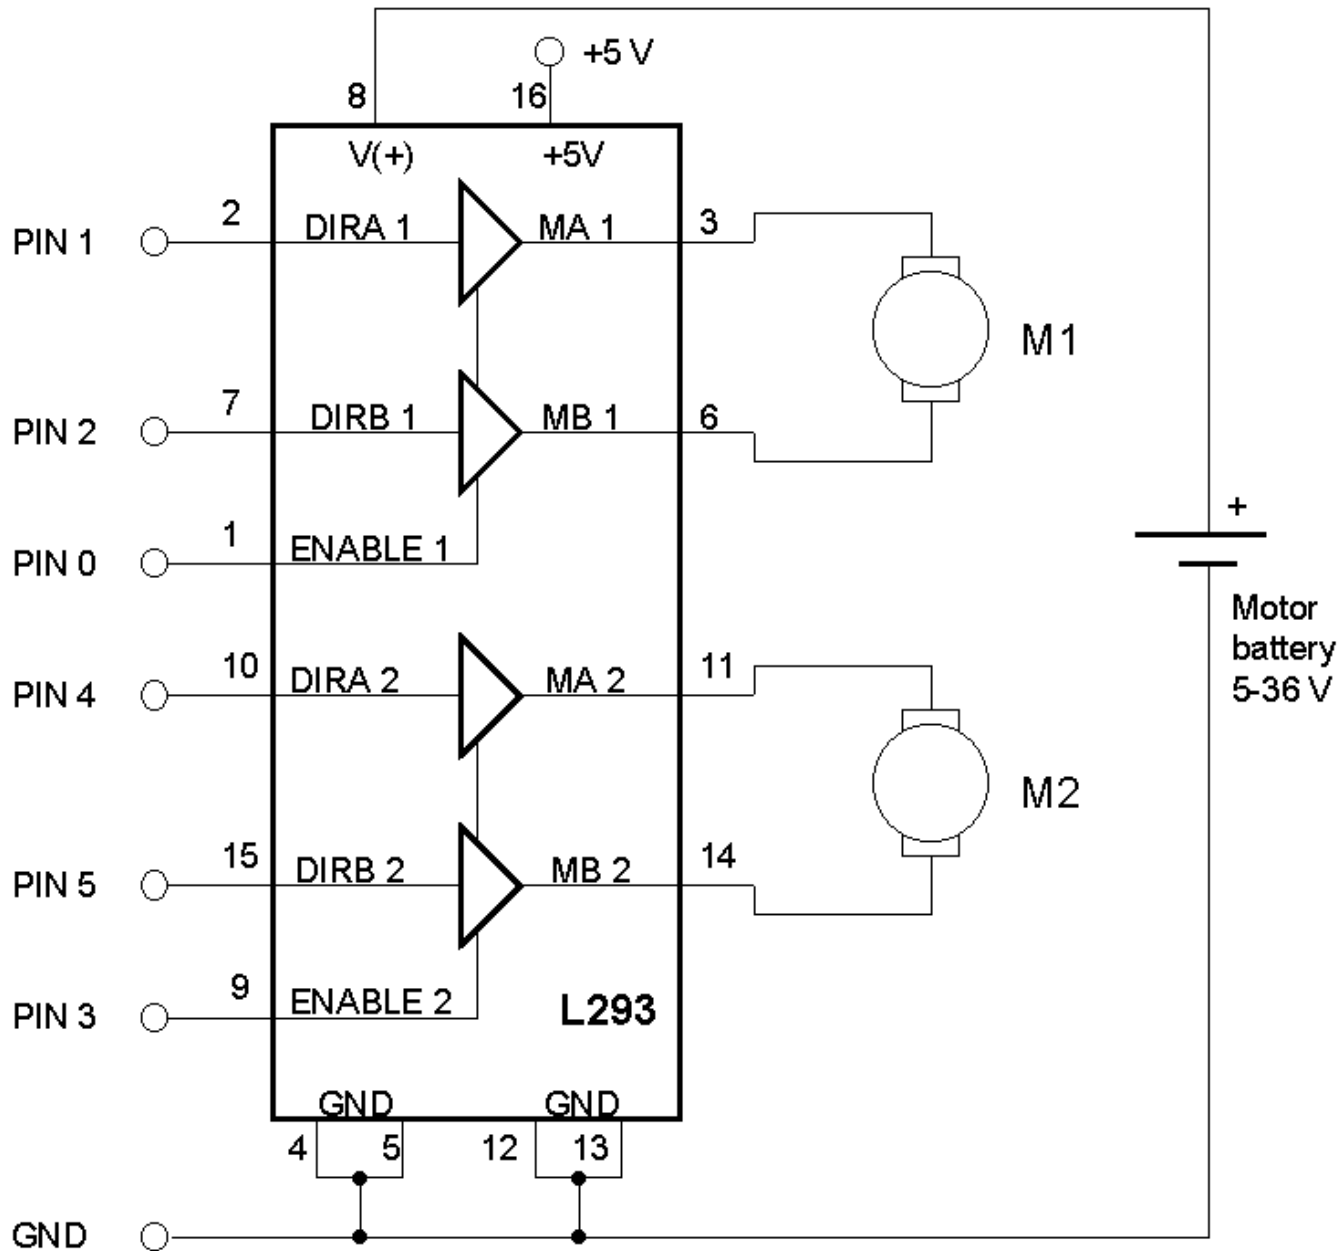 +5 V
8
16
V(+)
+5V
PIN 1
2
DIRA 1
MA 1
3
M1
PIN 2
7
DIRB 1
MB 1
6
PIN 0
1
ENABLE 1
+
Motor
battery
5-36 V
PIN 4
10
DIRA 2
MA 2
11
M2
PIN 5
15
DIRB 2
MB 2
14
PIN 3
9
ENABLE 2
L293
GND
GND
4
5
12
13
GND